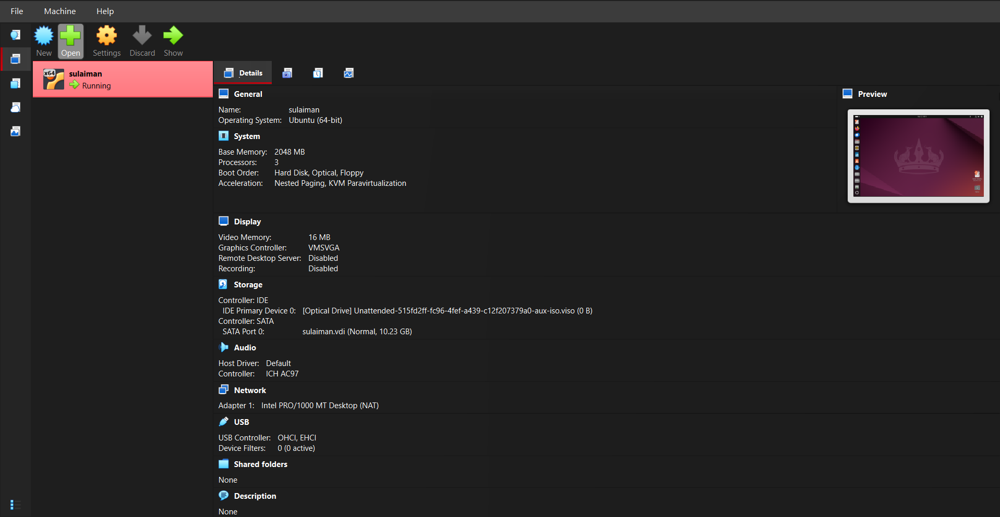 File Machine Help
New Open Settings Discard Show
x64
sulaiman
Running
Details
General
Name: sulaiman
Operating System: Ubuntu (64-bit)
Preview
System
Base Memory: 2048 MB
Processors: 3
Boot Order: Hard Disk, Optical, Floppy
Acceleration: Nested Paging, KVM Paravirtualization
Display
Video Memory: 16 MB
Graphics Controller: VMSVGA
Remote Desktop Server: Disabled
Recording: Disabled
Storage
Controller: IDE
IDE Primary Device 0: [Optical Drive] Unattended-515fd2ff-fc96-4fef-a439-c12f207379a0-aux-iso.viso (0 B)
Controller: SATA
SATA Port 0: sulaiman.vdi (Normal, 10.23 GB)
Audio
Host Driver: Default
Controller: ICH AC97
Network
Adapter 1: Intel PRO/1000 MT Desktop (NAT)
USB
USB Controller: OHCI, EHCI
Device Filters: 0 (0 active)
Shared folders
None
Description
None